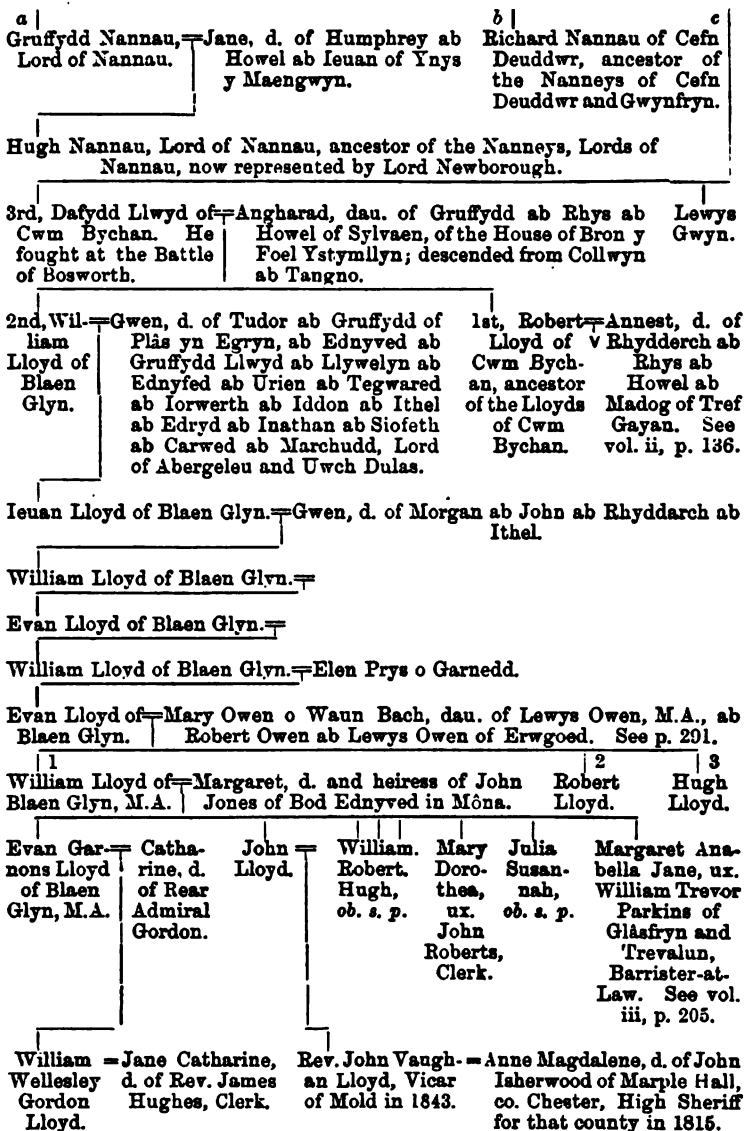 a b c
Gruffydd Nannau,=Jane, d. of Humphrey ab
Lord of Nannau. Howel ab Ieuan of Ynys
y Maengwyn.
Richard Nannau of Cefn
Deuddwr, ancestor of
the Nanneys of Cefn
Deuddwr and Gwynfryn.
Hugh Nannau, Lord of Nannau, ancestor of the Nanneys, Lords of
Nannau, now represented by Lord Newborough.
3rd, Dafydd Llwyd of
Cwm Bychan. He
fought at the Battle
of Bosworth.
=Angharad, dau. of Gruffydd ab Rhys ab
Howel of Sylvaen, of the House of Bron y
Foel Ystymllyn; descended from Collwyn
ab Tangno.
Lewys
Gwyn.
2nd, Wil-
liam
Lloyd of
Blaen
Glyn.
=Gwen, d. of Tudor ab Gruffydd of
Plâs yn Egryn, ab Ednyved ab
Gruffydd Llwyd ab Llywelyn ab
Ednyfed ab Urien ab Tegwared
ab Iorwerth ab Iddon ab Ithel
ab Edryd ab Inathan ab Siofeth
ab Carwed ab Marchudd, Lord
of Abergeleu and Uwch Dulas.
1st, Robert
Lloyd of
Cwm Bych-
an, ancestor
of the Lloyds
of Cwm
Bychan.
=Annest, d. of
v Rhydderch ab
Rhys ab
Howel ab
Madog of Tref
Gayan. See
vol. ii, p. 136.
Ieuan Lloyd of Blaen Glyn.=Gwen, d. of Morgan ab John ab Rhyddarch ab
Ithel.
William Lloyd of Blaen Glyn.=
Evan Lloyd of Blaen Glyn.=
William Lloyd of Blaen Glyn.=Elen Prys o Garnedd.
Evan Lloyd of=Mary Owen o Waun Bach, dau. of Lewys Owen, M.A., ab
Blaen Glyn. Robert Owen ab Lewys Owen of Erwgoed. See p. 291.
1 2 3
William Lloyd of=Margaret, d. and heiress of John
Blaen Glyn, M.A. Jones of Bod Ednyved in Môna.
Robert
Lloyd.
Hugh
Lloyd.
Evan Gar-
nons Lloyd
of Blaen
Glyn, M.A.
=Catha-
rine, d.
of Rear
Admiral
Gordon.
John =
Lloyd.
William.
Robert.
Hugh,
ob. s. p.
Mary
Doro-
thea,
ux.
John
Roberts,
Clerk.
Julia
Susan-
nah,
ob. s. p.
Margaret Ana-
bella Jane, ux.
William Trevor
Parkins of
Glâsfryn and
Trevalun,
Barrister-at-
Law. See vol.
iii, p. 205.
William
Wellesley
Gordon
Lloyd.
=Jane Catharine,
d. of Rev. James
Hughes, Clerk.
Rev. John Vaugh-
an Lloyd, Vicar
of Mold in 1843.
=Anne Magdalene, d. of John
Isherwood of Marple Hall,
co. Chester, High Sheriff
for that county in 1815.